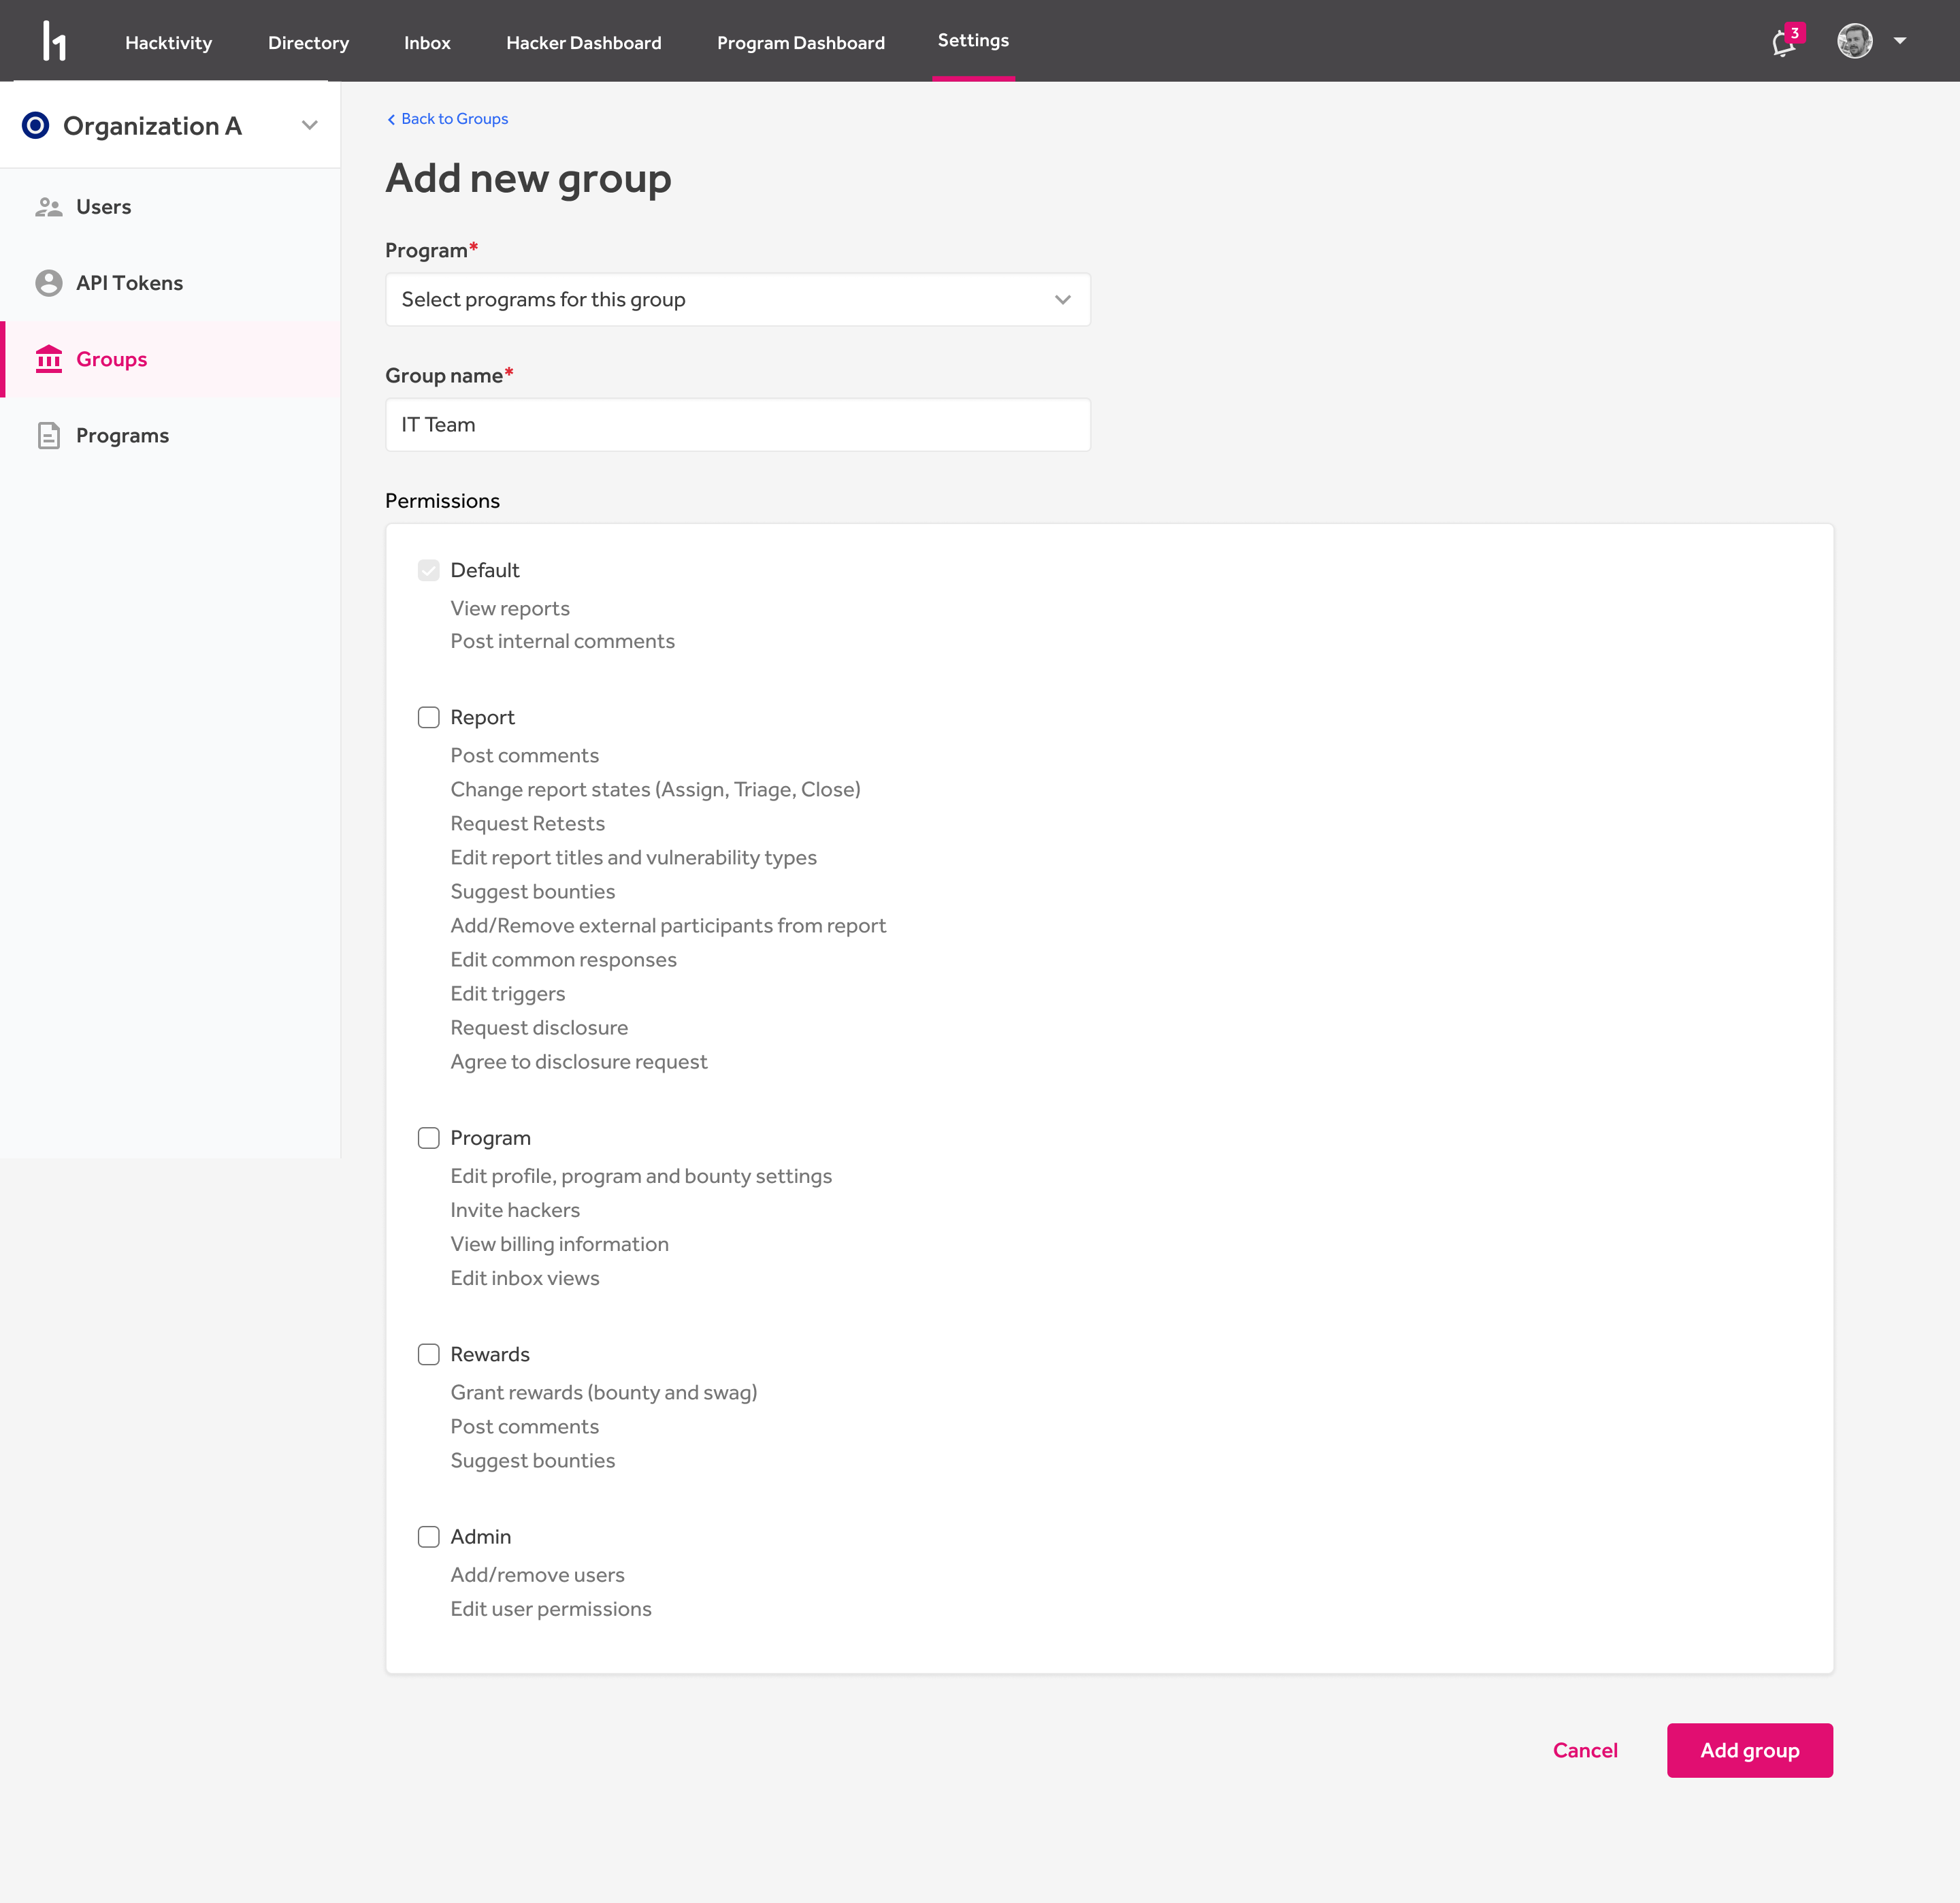 h1
Hacktivity
Directory
Inbox
Hacker Dashboard
Program Dashboard
Settings
3
Organization A
Users
API Tokens
Groups
Programs
Back to Groups
Add new group
Program*
Select programs for this group
Group name*
IT Team
Permissions
Default
View reports
Post internal comments
Report
Post comments
Change report states (Assign, Triage, Close)
Request Retests
Edit report titles and vulnerability types
Suggest bounties
Add/Remove external participants from report
Edit common responses
Edit triggers
Request disclosure
Agree to disclosure request
Program
Edit profile, program and bounty settings
Invite hackers
View billing information
Edit inbox views
Rewards
Grant rewards (bounty and swag)
Post comments
Suggest bounties
Admin
Add/remove users
Edit user permissions
Cancel
Add group